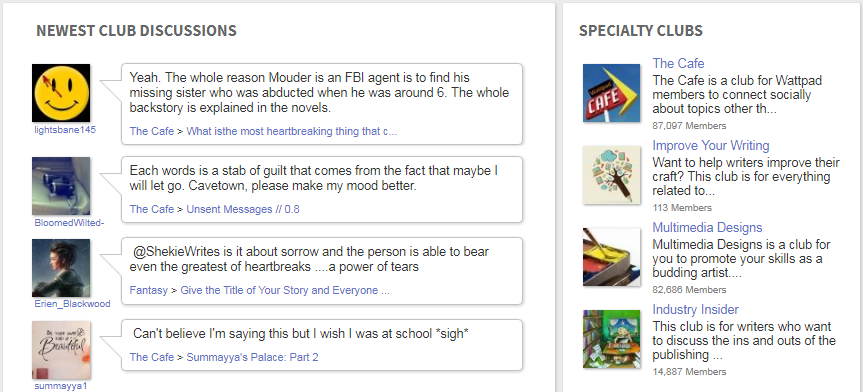 NEWEST CLUB DISCUSSIONS
Yeah. The whole reason Mouder is an FBI agent is to find his
missing sister who was abducted when he was around 6. The whole
backstory is explained in the novels.
The Cafe > What isthe most heartbreaking thing that c...
lightsbane145
Each words is a stab of guilt that comes from the fact that maybe I
will let go. Cavetown, please make my mood better.
The Cafe > Unsent Messages // 0.8
BloomedWilted-
@ShekieWrites is it about sorrow and the person is able to bear
even the greatest of heartbreaks ....a power of tears
Fantasy > Give the Title of Your Story and Everyone ...
Erien_Blackwood
Can't believe I'm saying this but I wish I was at school *sigh*
The Cafe > Summayya's Palace: Part 2
Beautiful
summayya1
SPECIALTY CLUBS
Wattpad
CAFE
The Cafe
The Cafe is a club for Wattpad
members to connect socially
about topics other th...
87,097 Members
Improve Your Writing
Want to help writers improve their
craft? This club is for everything
related to...
113 Members
Multimedia Designs
Multimedia Designs is a club for
you to promote your skills as a
budding artist....
82,686 Members
Industry Insider
This club is for writers who want
to discuss the ins and outs of the
publishing ...
14,887 Members